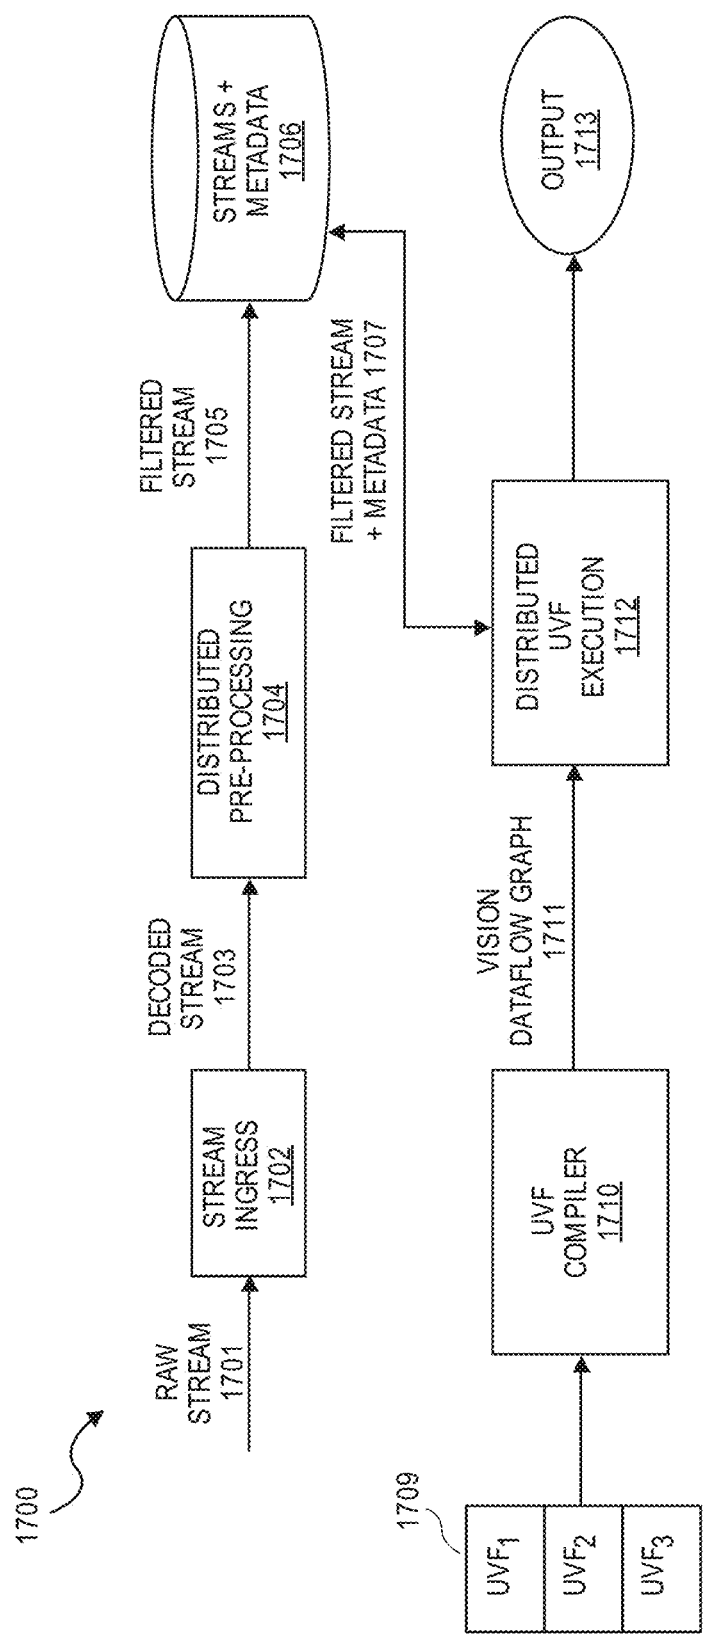 1700
RAW
STREAM
1701
STREAM
INGRESS
1702
DECODED
STREAM
1703
DISTRIBUTED
PRE-PROCESSING
1704
FILTERED
STREAM
1705
STREAMS +
METADATA
1706
FILTERED STREAM
+ METADATA 1707
1709
UVF1
UVF2
UVF3
UVF
COMPILER
1710
VISION
DATAFLOW GRAPH
1711
DISTRIBUTED
UVF
EXECUTION
1712
OUTPUT
1713